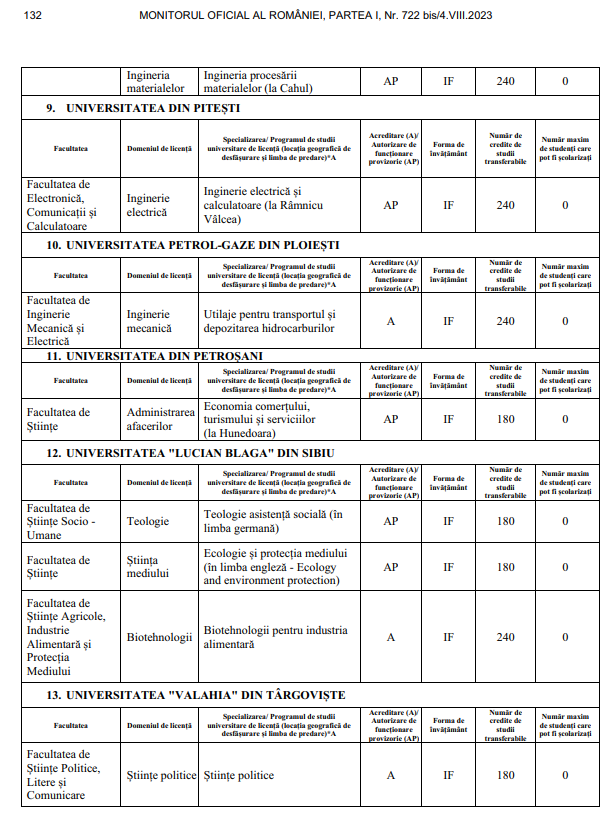 132 MONITORUL OFICIAL AL ROMÂNIEI, PARTEA I, Nr. 722 bis/4.VIII.2023
Ingineria materialelor Ingineria procesării materialelor (la Cahul) AP IF 240 0
9. UNIVERSITATEA DIN PITEȘTI
Facultatea Domeniul de licență Specializarea/ Programul de studii universitare de licență (locația geografică de desfășurare și limba de predare)*A Acreditare (A)/ Autorizare de funcționare provizorie (AP) Forma de învățământ Număr de credite de studii transferabile Număr maxim de studenți care pot fi școlarizați
Facultatea de Electronică, Comunicații și Calculatoare Inginerie electrică Inginerie electrică și calculatoare (la Râmnicu Vâlcea) AP IF 240 0
10. UNIVERSITATEA PETROL-GAZE DIN PLOIEȘTI
Facultatea Domeniul de licență Specializarea/ Programul de studii universitare de licență (locația geografică de desfășurare și limba de predare)*A Acreditare (A)/ Autorizare de funcționare provizorie (AP) Forma de învățământ Număr de credite de studii transferabile Număr maxim de studenți care pot fi școlarizați
Facultatea de Inginerie Mecanică și Electrică Inginerie mecanică Utilaje pentru transportul și depozitarea hidrocarburilor A IF 240 0
11. UNIVERSITATEA DIN PETROȘANI
Facultatea Domeniul de licență Specializarea/ Programul de studii universitare de licență (locația geografică de desfășurare și limba de predare)*A Acreditare (A)/ Autorizare de funcționare provizorie (AP) Forma de învățământ Număr de credite de studii transferabile Număr maxim de studenți care pot fi școlarizați
Facultatea de Științe Administrarea afacerilor Economia comerțului, turismului și serviciilor (la Hunedoara) AP IF 180 0
12. UNIVERSITATEA "LUCIAN BLAGA" DIN SIBIU
Facultatea Domeniul de licență Specializarea/ Programul de studii universitare de licență (locația geografică de desfășurare și limba de predare)*A Acreditare (A)/ Autorizare de funcționare provizorie (AP) Forma de învățământ Număr de credite de studii transferabile Număr maxim de studenți care pot fi școlarizați
Facultatea de Științe Socio - Umane Teologie Teologie asistență socială (în limba germană) AP IF 180 0
Facultatea de Științe Știința mediului Ecologie și protecția mediului (în limba engleză - Ecology and environment protection) AP IF 180 0
Facultatea de Științe Agricole, Industrie Alimentară și Protecția Mediului Biotehnologii Biotehnologii pentru industria alimentară A IF 240 0
13. UNIVERSITATEA "VALAHIA" DIN TÂRGOVIȘTE
Facultatea Domeniul de licență Specializarea/ Programul de studii universitare de licență (locația geografică de desfășurare și limba de predare)*A Acreditare (A)/ Autorizare de funcționare provizorie (AP) Forma de învățământ Număr de credite de studii transferabile Număr maxim de studenți care pot fi școlarizați
Facultatea de Științe Politice, Litere și Comunicare Științe politice Științe politice A IF 180 0